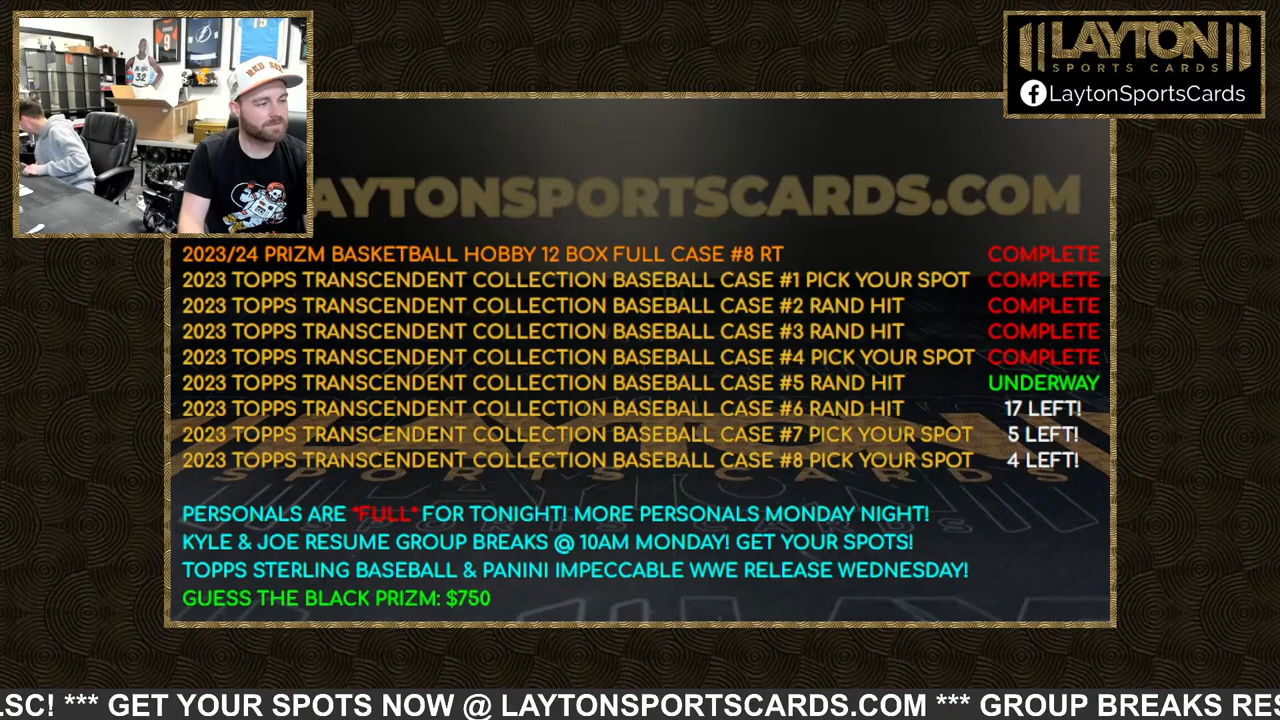 LAYTON
SPORTS CARDS
LaytonSportsCards
LAYTONSPORTSCARDS.COM
2023/24 PRIZM BASKETBALL HOBBY 12 BOX FULL CASE #8 RT COMPLETE
2023 TOPPS TRANSCENDENT COLLECTION BASEBALL CASE #1 PICK YOUR SPOT COMPLETE
2023 TOPPS TRANSCENDENT COLLECTION BASEBALL CASE #2 RAND HIT COMPLETE
2023 TOPPS TRANSCENDENT COLLECTION BASEBALL CASE #3 RAND HIT COMPLETE
2023 TOPPS TRANSCENDENT COLLECTION BASEBALL CASE #4 PICK YOUR SPOT COMPLETE
2023 TOPPS TRANSCENDENT COLLECTION BASEBALL CASE #5 RAND HIT UNDERWAY
2023 TOPPS TRANSCENDENT COLLECTION BASEBALL CASE #6 RAND HIT 17 LEFT!
2023 TOPPS TRANSCENDENT COLLECTION BASEBALL CASE #7 PICK YOUR SPOT 5 LEFT!
2023 TOPPS TRANSCENDENT COLLECTION BASEBALL CASE #8 PICK YOUR SPOT 4 LEFT!
SPORTS CARDS
PERSONALS ARE *FULL* FOR TONIGHT! MORE PERSONALS MONDAY NIGHT!
KYLE & JOE RESUME GROUP BREAKS @ 10AM MONDAY! GET YOUR SPOTS!
TOPPS STERLING BASEBALL & PANINI IMPECCABLE WWE RELEASE WEDNESDAY!
GUESS THE BLACK PRIZM: $750
LSC! *** GET YOUR SPOTS NOW @ LAYTONSPORTSCARDS.COM *** GROUP BREAKS RES